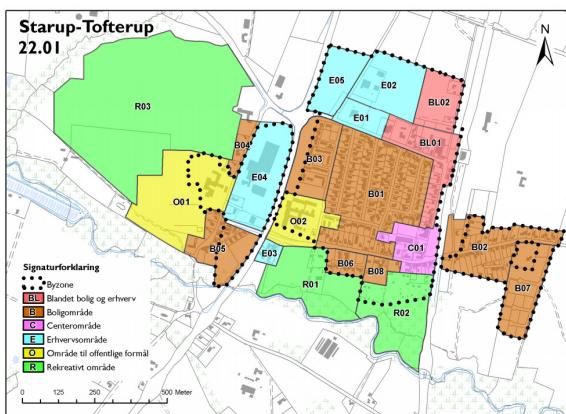 Starup-Tofterup
22.01
N
E05
E02
BL02
E01
BL01
R03
B04
B03
E04
B01
O01
O02
C01
B05
E03
B06
B08
B02
R01
R02
B07
Signaturforklaring
Byzone
BL Blandet bolig og erhverv
B Boligområde
C Centerområde
E Erhvervsområde
O Område til offentlige formål
R Rekreativt område
0 125 250 500 Meter